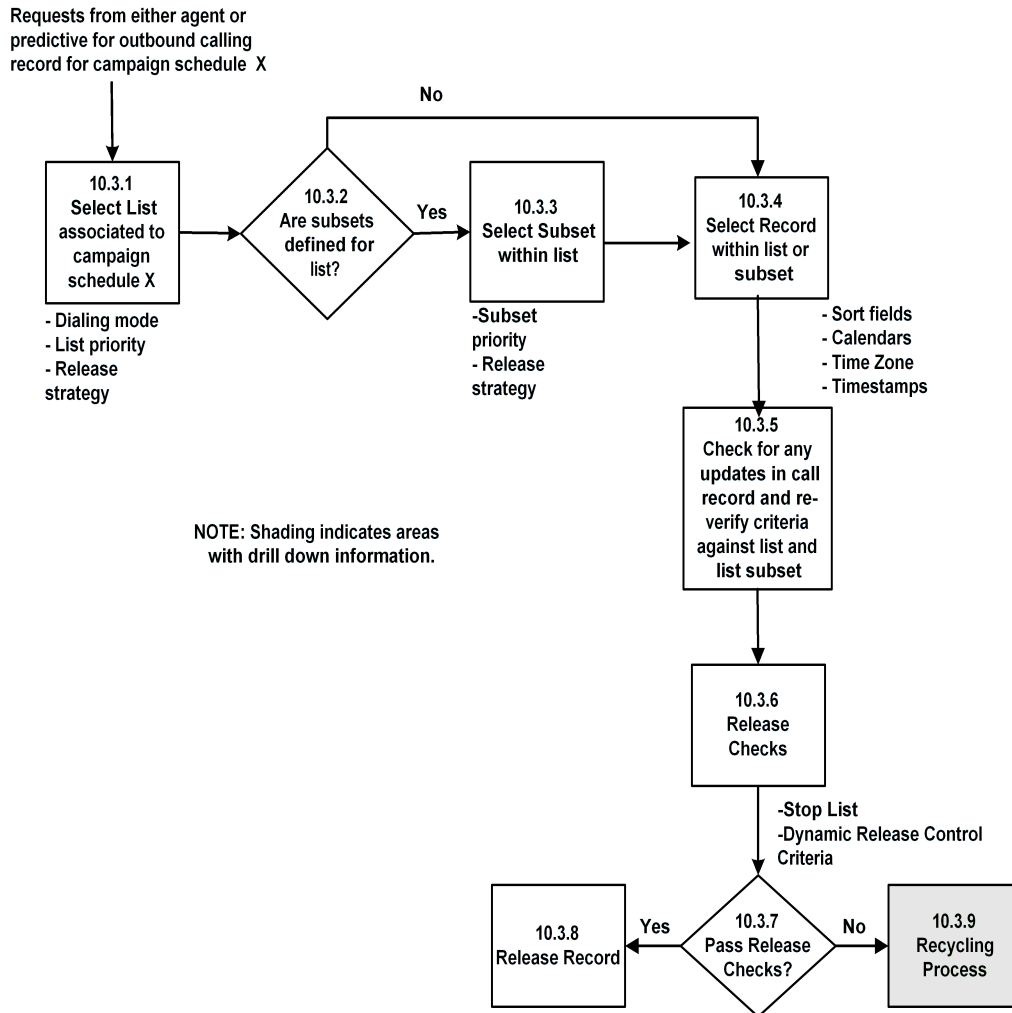 Requests from either agent or
predictive for outbound calling
record for campaign schedule X
No
10.3.1
Select List
associated to
campaign
schedule X
- Dialing mode
- List priority
- Release
strategy
10.3.2
Are subsets
defined for
list?
Yes
10.3.3
Select Subset
within list
-Subset
priority
- Release
strategy
10.3.4
Select Record
within list or
subset
- Sort fields
- Calendars
- Time Zone
- Timestamps
10.3.5
Check for any
updates in call
record and re-
verify criteria
against list and
list subset
NOTE: Shading indicates areas
with drill down information.
10.3.6
Release
Checks
-Stop List
-Dynamic Release Control
Criteria
10.3.7
Pass Release
Checks?
Yes
10.3.8
Release Record
No
10.3.9
Recycling
Process